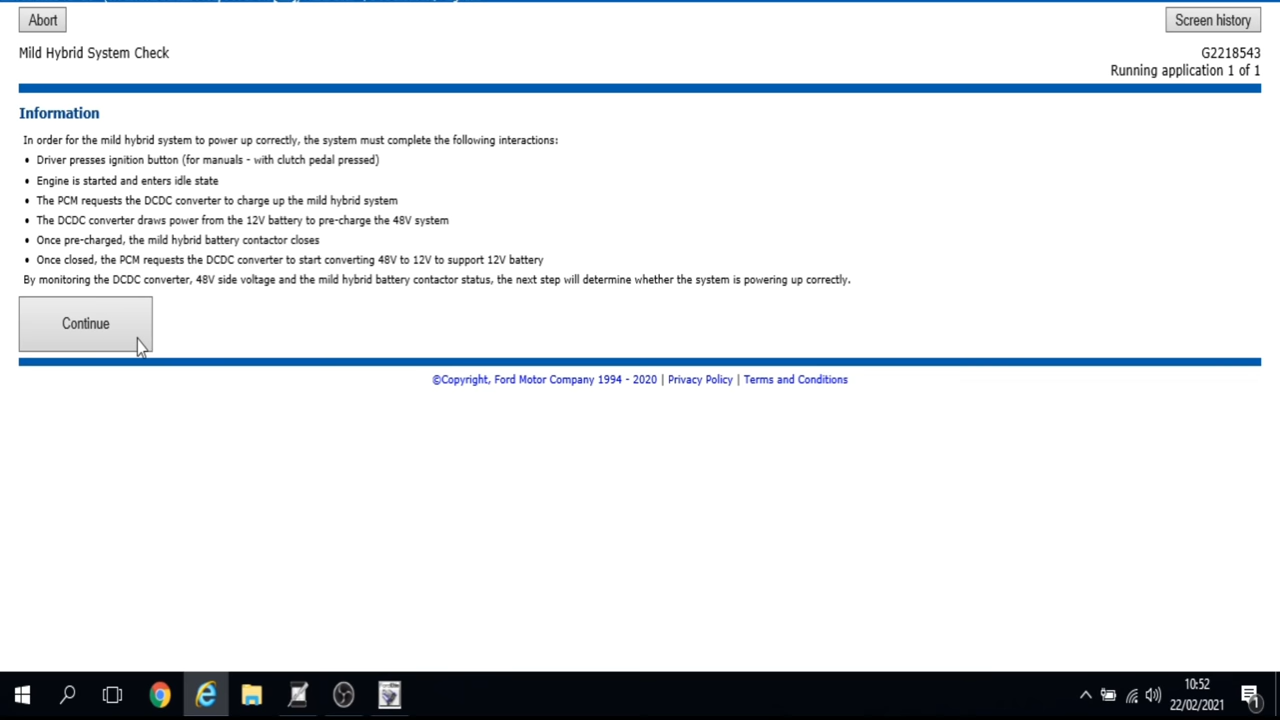 Abort
Screen history
Mild Hybrid System Check
G2218543
Running application 1 of 1
Information
In order for the mild hybrid system to power up correctly, the system must complete the following interactions:
• Driver presses ignition button (for manuals - with clutch pedal pressed)
• Engine is started and enters idle state
• The PCM requests the DCDC converter to charge up the mild hybrid system
• The DCDC converter draws power from the 12V battery to pre-charge the 48V system
• Once pre-charged, the mild hybrid battery contactor closes
• Once closed, the PCM requests the DCDC converter to start converting 48V to 12V to support 12V battery
By monitoring the DCDC converter, 48V side voltage and the mild hybrid battery contactor status, the next step will determine whether the system is powering up correctly.
Continue
©Copyright, Ford Motor Company 1994 - 2020 | Privacy Policy | Terms and Conditions
10:52
22/02/2021
1